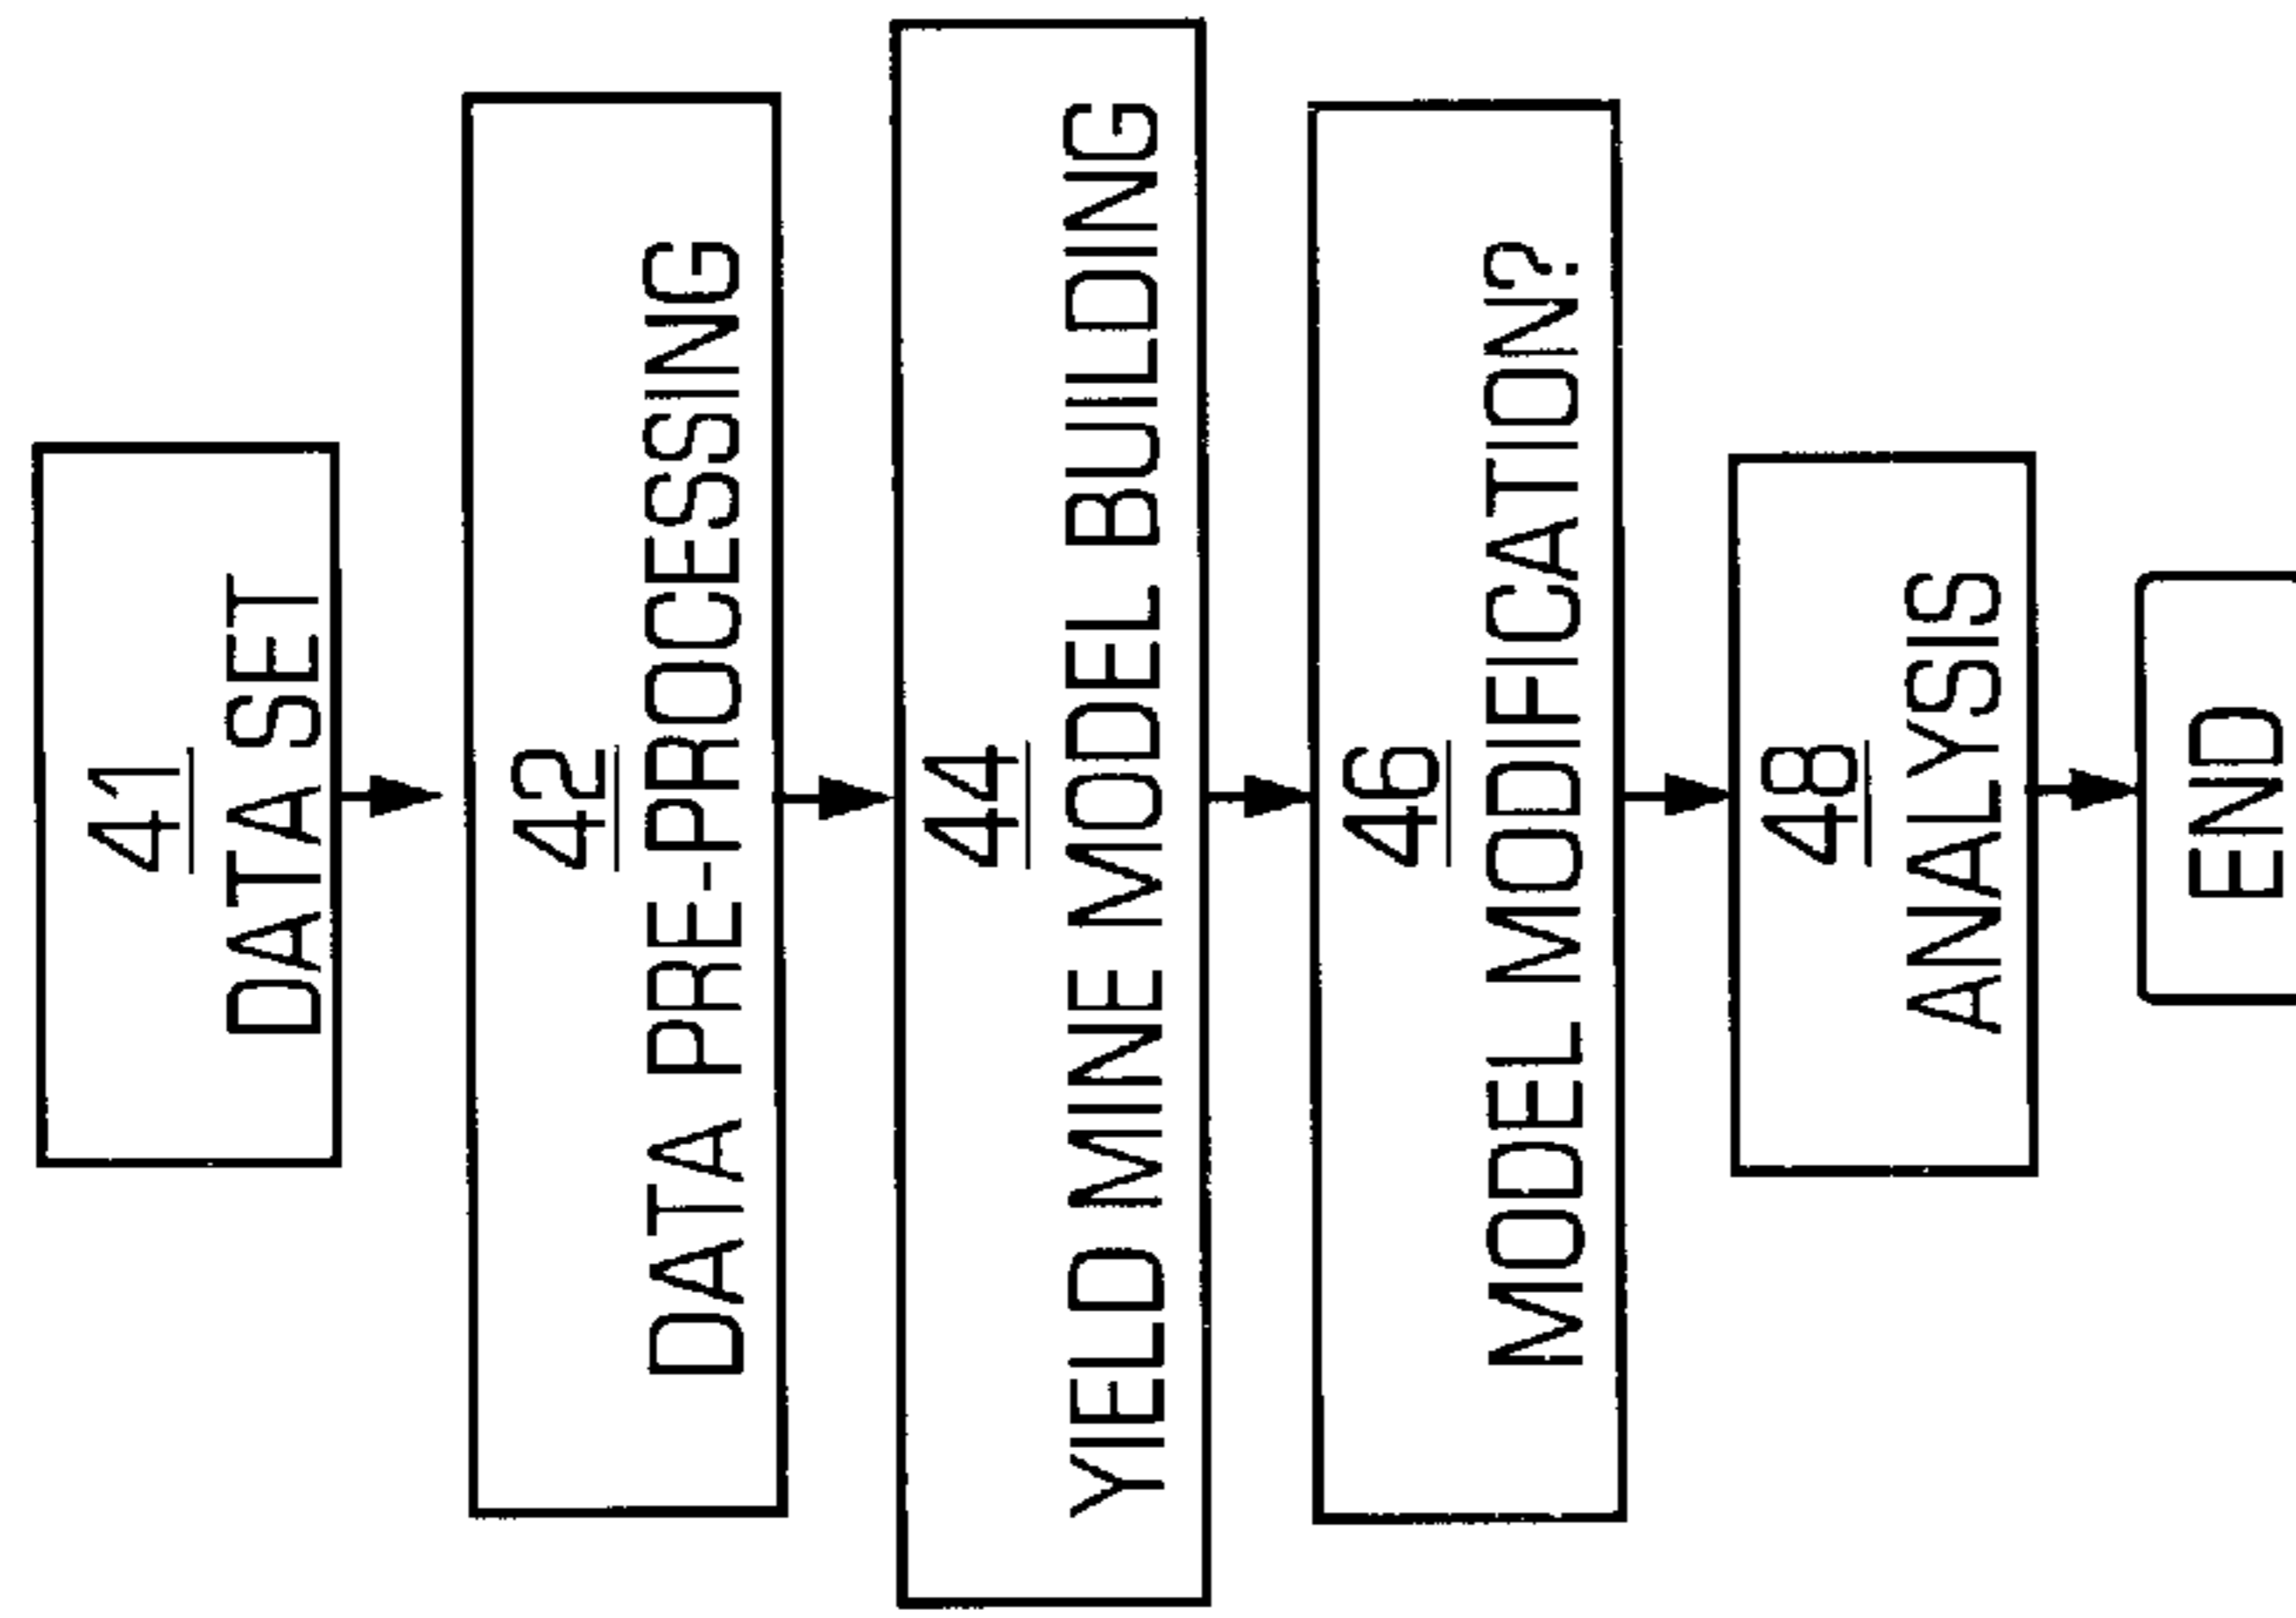 41
DATA SET
42
DATA PRE-PROCESSING
44
YIELD MINE MODEL BUILDING
46
MODEL MODIFICATION?
48
ANALYSIS
END